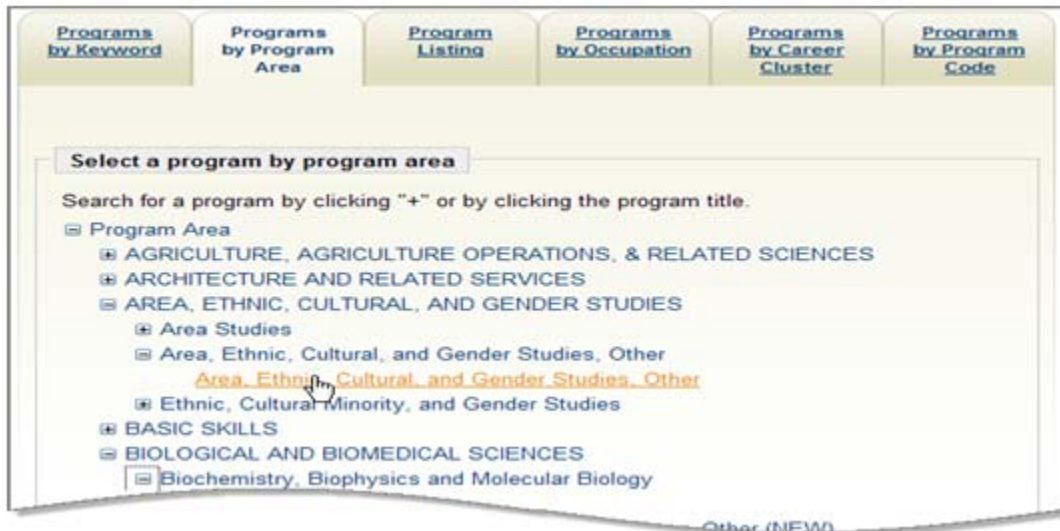 Programs by Keyword
Programs by Program Area
Program Listing
Programs by Occupation
Programs by Career Cluster
Programs by Program Code
Select a program by program area
Search for a program by clicking "+" or by clicking the program title.
Program Area
AGRICULTURE, AGRICULTURE OPERATIONS, & RELATED SCIENCES
ARCHITECTURE AND RELATED SERVICES
AREA, ETHNIC, CULTURAL, AND GENDER STUDIES
Area Studies
Area, Ethnic, Cultural, and Gender Studies, Other
Area, Ethnic, Cultural, and Gender Studies, Other
Ethnic, Cultural Minority, and Gender Studies
BASIC SKILLS
BIOLOGICAL AND BIOMEDICAL SCIENCES
Biochemistry, Biophysics and Molecular Biology
Other (NEW)